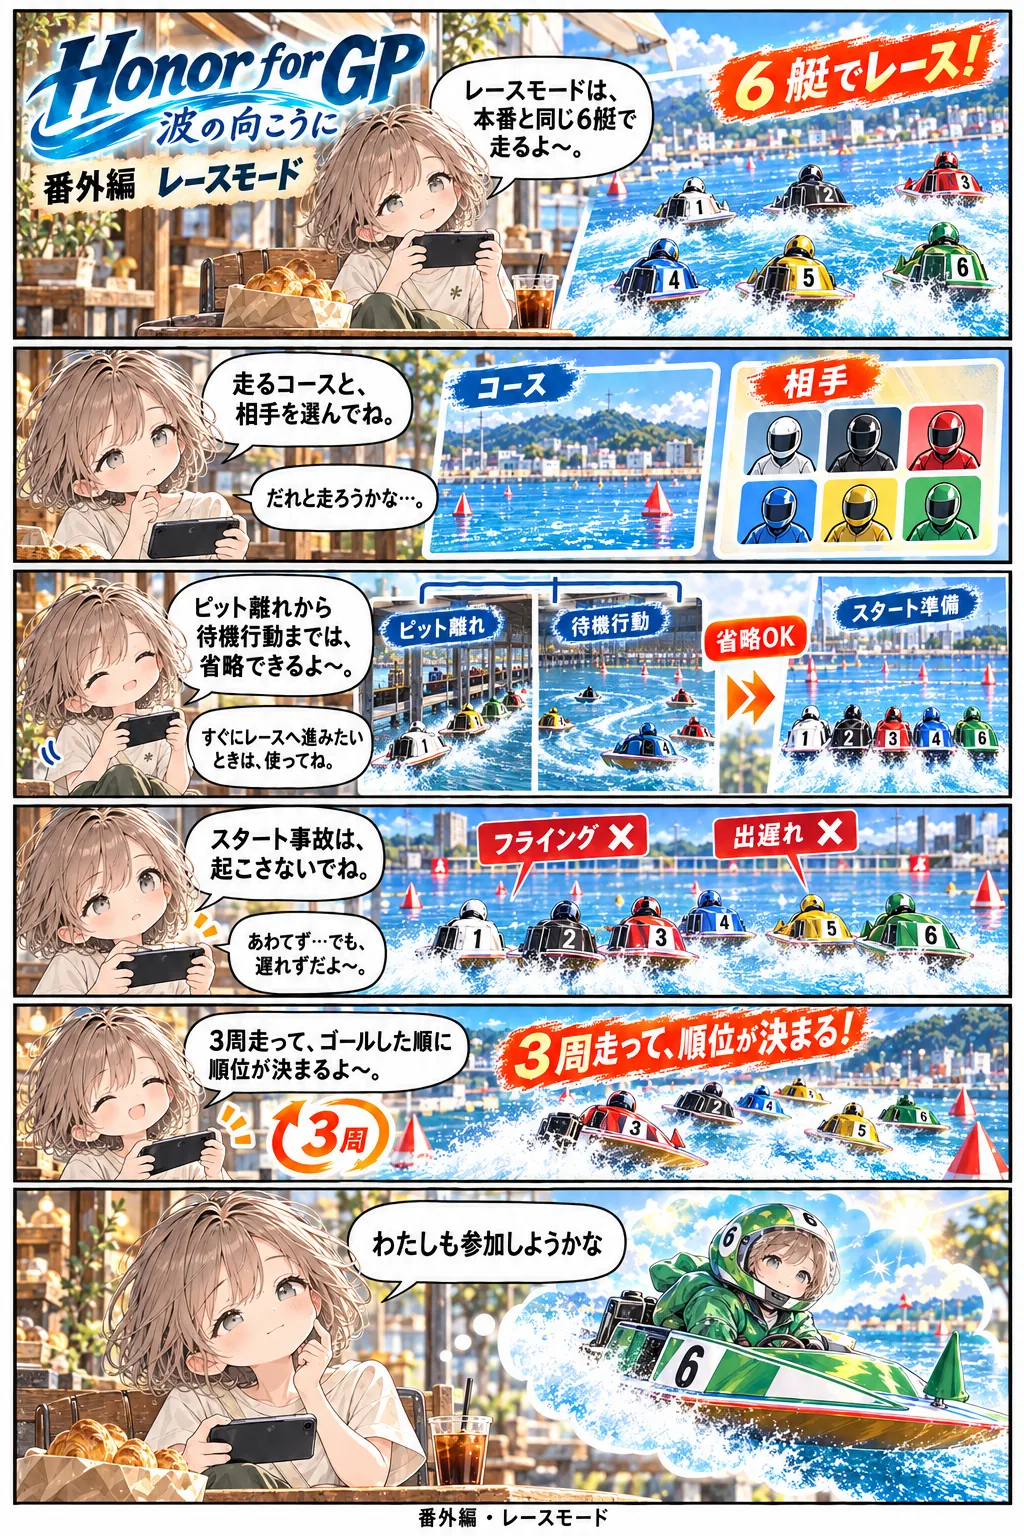 Honor for GP
波の向こうに
番外編 レースモード
レースモードは、
本番と同じ6艇で
走るよ~。
6艇でレース!
1
2
3
4
5
6
走るコースと、
相手を選んでね。
だれと走ろうかな…。
コース
相手
ピット離れから
待機行動までは、
省略できるよ~。
すぐにレースへ進みたい
ときは、使ってね。
ピット離れ
待機行動
省略OK
スタート準備
1
4
1
2
3
4
6
スタート事故は、
起こさないでね。
あわてず…でも、
遅れずだよ~。
フライング ✕
出遅れ ✕
1
2
3
4
5
6
3周走って、ゴールした順に
順位が決まるよ~。
3周
3周走って、順位が決まる!
3
2
4
3
5
6
わたしも参加しようかな
6
6
6
番外編・レースモード